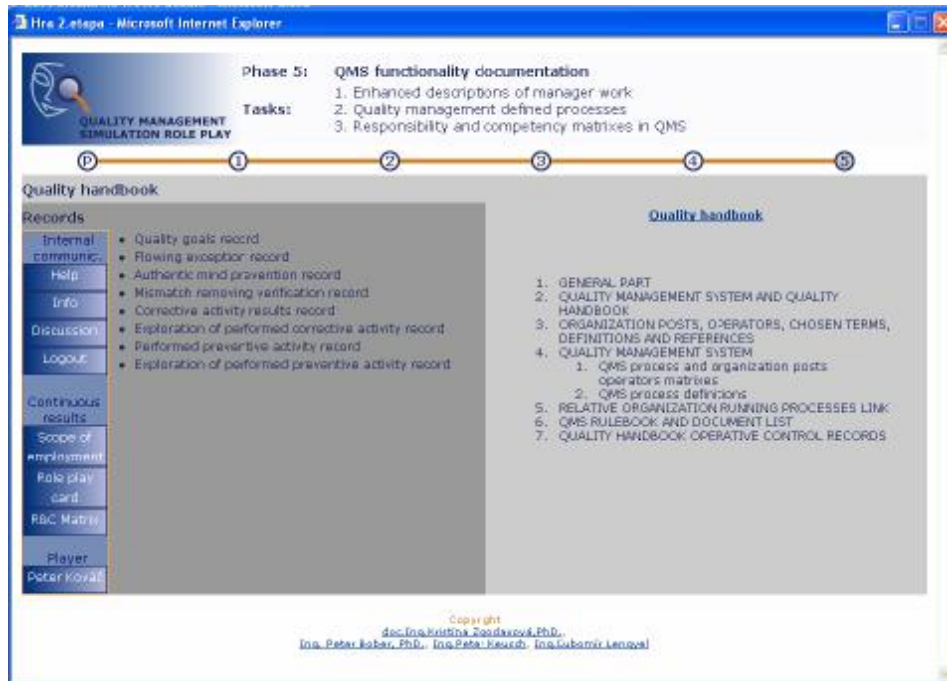 Hra 2.etapa - Microsoft Internet Explorer
QUALITY MANAGEMENT
SIMULATION ROLE PLAY
Phase 5: QMS functionality documentation
Tasks:
1. Enhanced descriptions of manager work
2. Quality management defined processes
3. Responsibility and competency matrixes in QMS
P 1 2 3 4 5
Quality handbook
Records
Internal
communic.
Help
Info
Discussion
Logout
Continuous
results
Scope of
employment
Role play
card
R&C Matrix
Player
Peter Kováč
• Quality goals record
• Flowing exception record
• Authentic mind prevention record
• Mismatch removing verification record
• Corrective activity results record
• Exploration of performed corrective activity record
• Performed preventive activity record
• Exploration of performed preventive activity record
Quality handbook
1. GENERAL PART
2. QUALITY MANAGEMENT SYSTEM AND QUALITY
HANDBOOK
3. ORGANIZATION POSTS, OPERATORS, CHOSEN TERMS,
DEFINITIONS AND REFERENCES
4. QUALITY MANAGEMENT SYSTEM
1. QMS process and organization posts
operators matrixes
2. QMS process definitions
5. RELATIVE ORGANIZATION RUNNING PROCESSES LINK
6. QMS RULEBOOK AND DOCUMENT LIST
7. QUALITY HANDBOOK OPERATIVE CONTROL RECORDS
Copyright
doc.Ing.Kristína Zgodavová,PhD.,
Ing. Peter Bober, PhD., Ing.Peter Ing.Ľubomír Lengyel